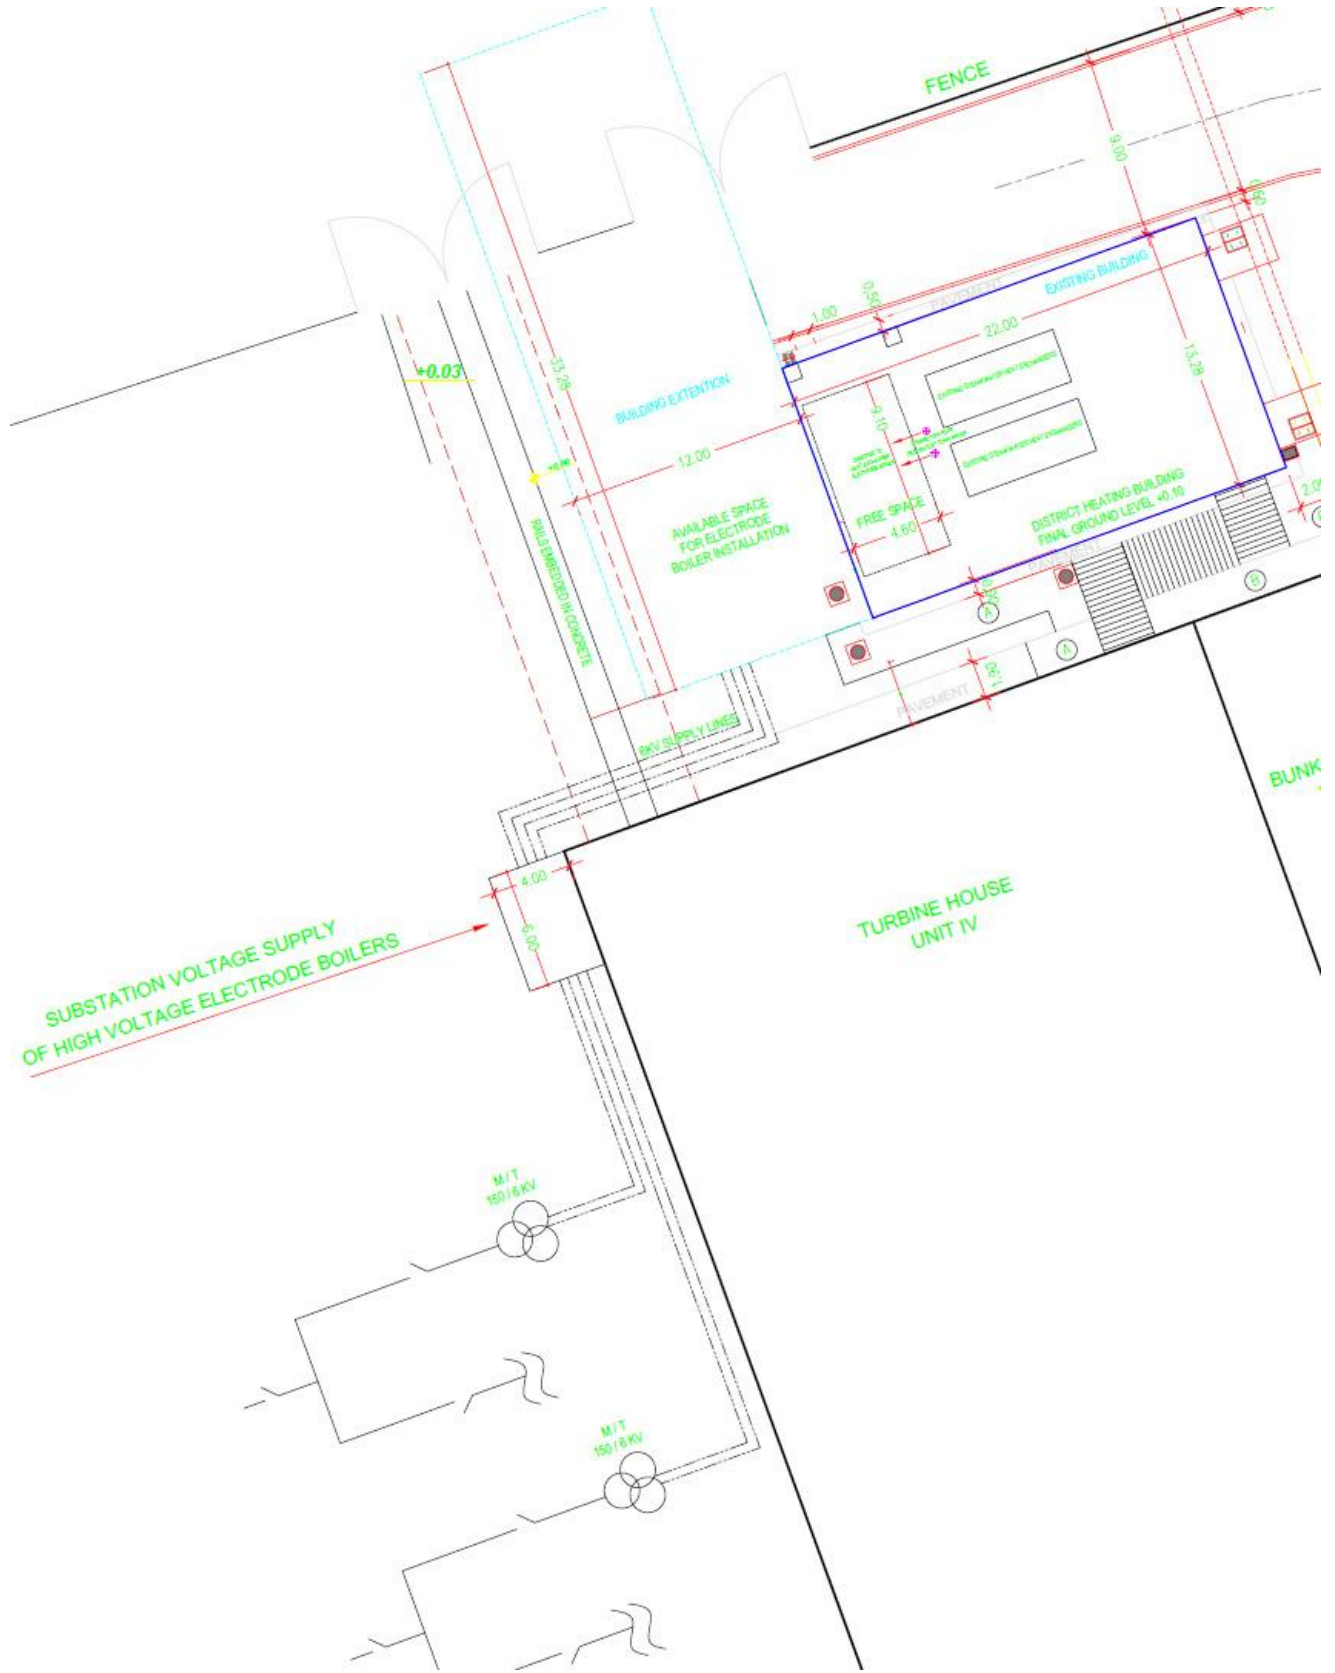 FENCE
9.00
0.60
EXISTING BUILDING
PAVEMENT
0.50
1.00
22.00
+0.03
33.28
13.28
BUILDING EXTENTION
9.10
12.00
RAILS EMBEDDED IN CONCRETE
AVAILABLE SPACE
FOR ELECTRODE
BOILER INSTALLATION
FREE SPACE
4.60
DISTRICT HEATING BUILDING
FINAL GROUND LEVEL +0.10
PAVEMENT
2.00
B
A
A
1.90
PAVEMENT
6KV SUPPLY LINES
BUNK
4.00
6.00
TURBINE HOUSE
UNIT IV
SUBSTATION VOLTAGE SUPPLY
OF HIGH VOLTAGE ELECTRODE BOILERS
M / T
150 / 6 KV
M / T
150 / 6 KV